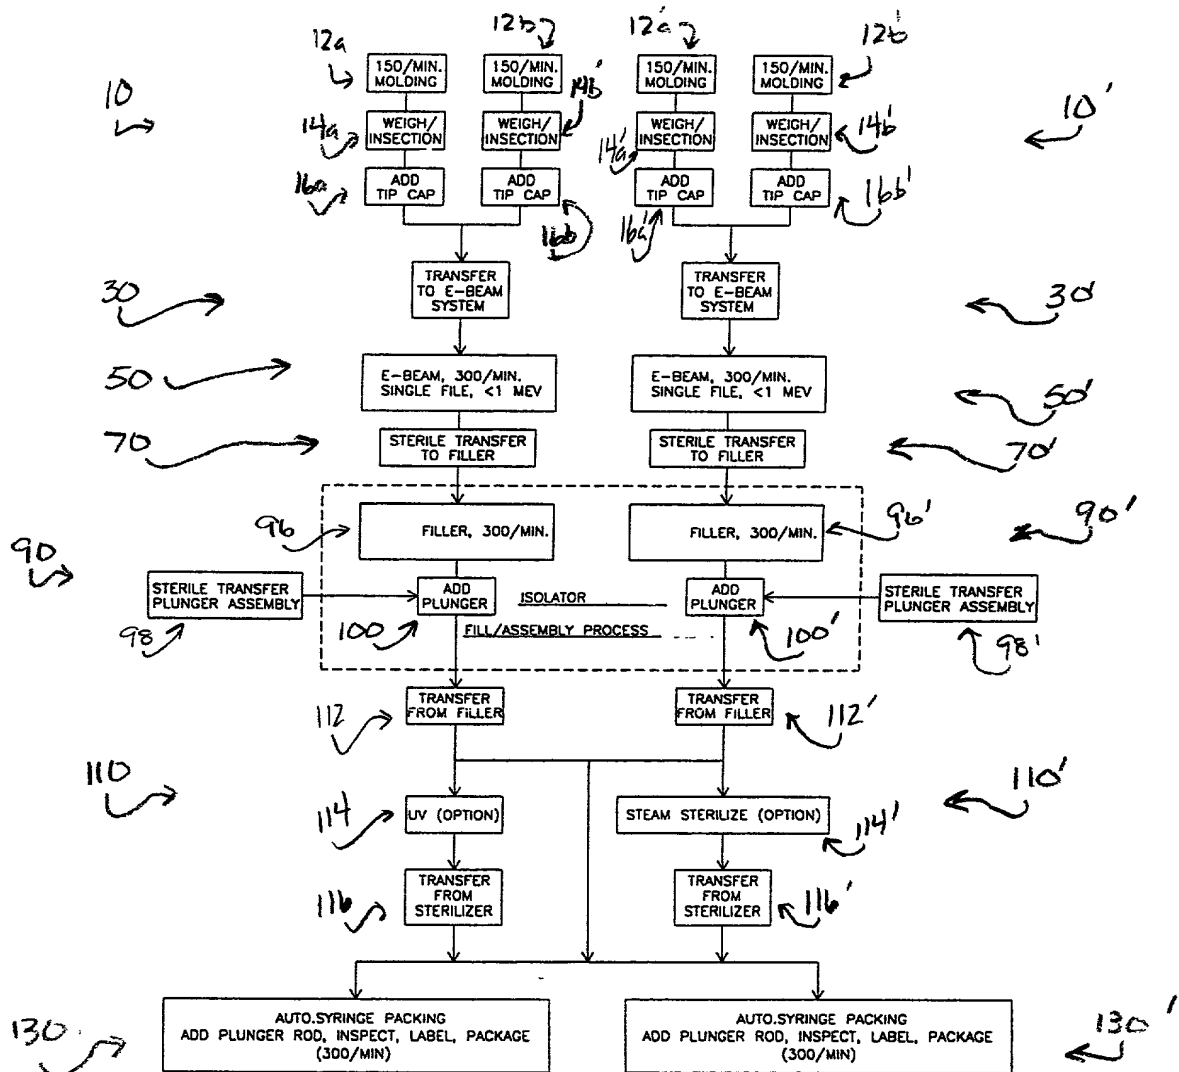 12a
12b
12'a
12b'
150/MIN.
MOLDING
150/MIN.
MOLDING
150/MIN.
MOLDING
150/MIN.
MOLDING
10
14b'
10'
14a
WEIGH/
INSECTION
WEIGH/
INSECTION
14'a
WEIGH/
INSECTION
WEIGH/
INSECTION
14b'
16a
ADD
TIP CAP
ADD
TIP CAP
ADD
TIP CAP
ADD
TIP CAP
16bb'
16bb
16a'
30
TRANSFER
TO E-BEAM
SYSTEM
TRANSFER
TO E-BEAM
SYSTEM
30'
50
E-BEAM, 300/MIN.
SINGLE FILE, <1 MEV
E-BEAM, 300/MIN.
SINGLE FILE, <1 MEV
50'
70
STERILE TRANSFER
TO FILLER
STERILE TRANSFER
TO FILLER
70'
96
FILLER, 300/MIN.
FILLER, 300/MIN.
96'
90'
90
STERILE TRANSFER
PLUNGER ASSEMBLY
ADD
PLUNGER
ISOLATOR
ADD
PLUNGER
STERILE TRANSFER
PLUNGER ASSEMBLY
98
100
FILL/ASSEMBLY PROCESS
100'
98'
112
TRANSFER
FROM FILLER
TRANSFER
FROM FILLER
112'
110
110'
114
UV (OPTION)
STEAM STERILIZE (OPTION)
114'
116
TRANSFER
FROM
STERILIZER
TRANSFER
FROM
STERILIZER
116'
130
AUTO.SYRINGE PACKING
ADD PLUNGER ROD, INSPECT, LABEL, PACKAGE
(300/MIN)
AUTO.SYRINGE PACKING
ADD PLUNGER ROD, INSPECT, LABEL, PACKAGE
(300/MIN)
130'